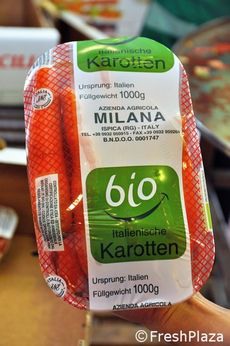 Italienische
Karotten
Ursprung: Italien
Füllgewicht 1000g
AZIENDA AGRICOLA
MILANA
ISPICA (RG) - ITALY
B.N.D.O.O. 0001747
bio
Italienische
Karotten
Ursprung: Italien
Füllgewicht 1000g
AZIENDA AGRICOLA
©FreshPlaza